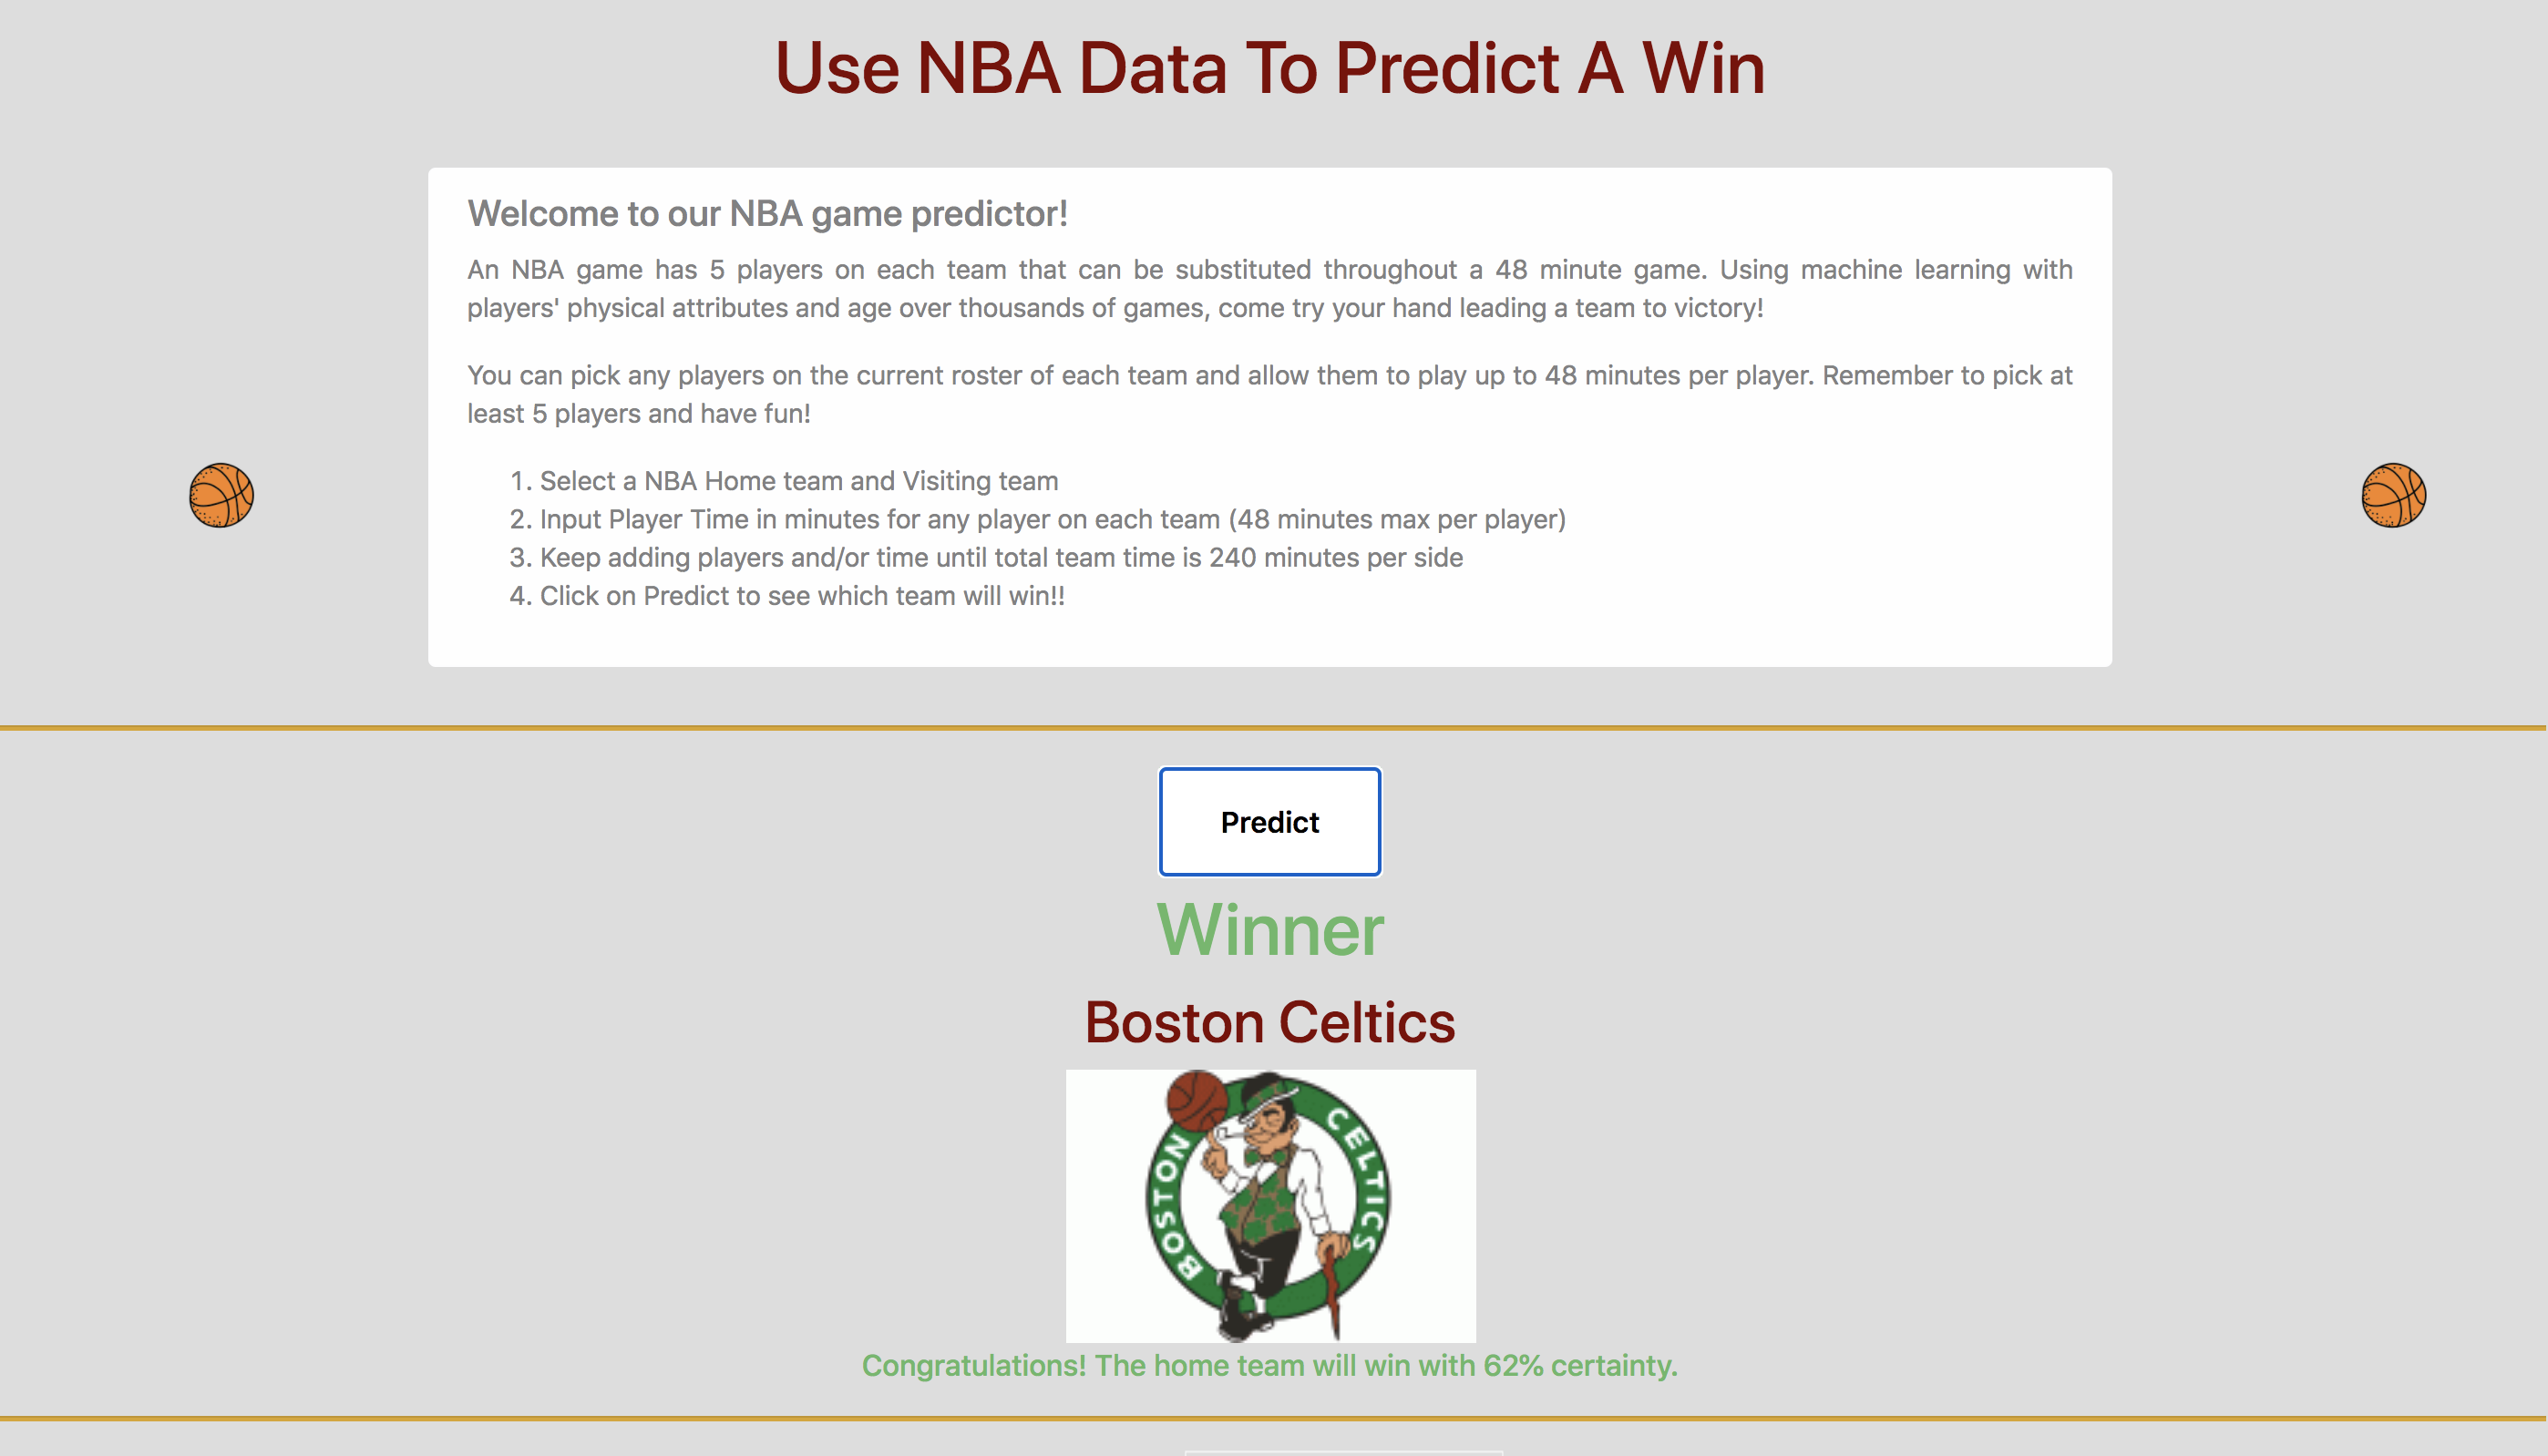 Use NBA Data To Predict A Win
Welcome to our NBA game predictor!
An NBA game has 5 players on each team that can be substituted throughout a 48 minute game. Using machine learning with
players' physical attributes and age over thousands of games, come try your hand leading a team to victory!
You can pick any players on the current roster of each team and allow them to play up to 48 minutes per player. Remember to pick at
least 5 players and have fun!
1. Select a NBA Home team and Visiting team
2. Input Player Time in minutes for any player on each team (48 minutes max per player)
3. Keep adding players and/or time until total team time is 240 minutes per side
4. Click on Predict to see which team will win!!
Predict
Winner
Boston Celtics
BOSTON CELTICS
Congratulations! The home team will win with 62% certainty.